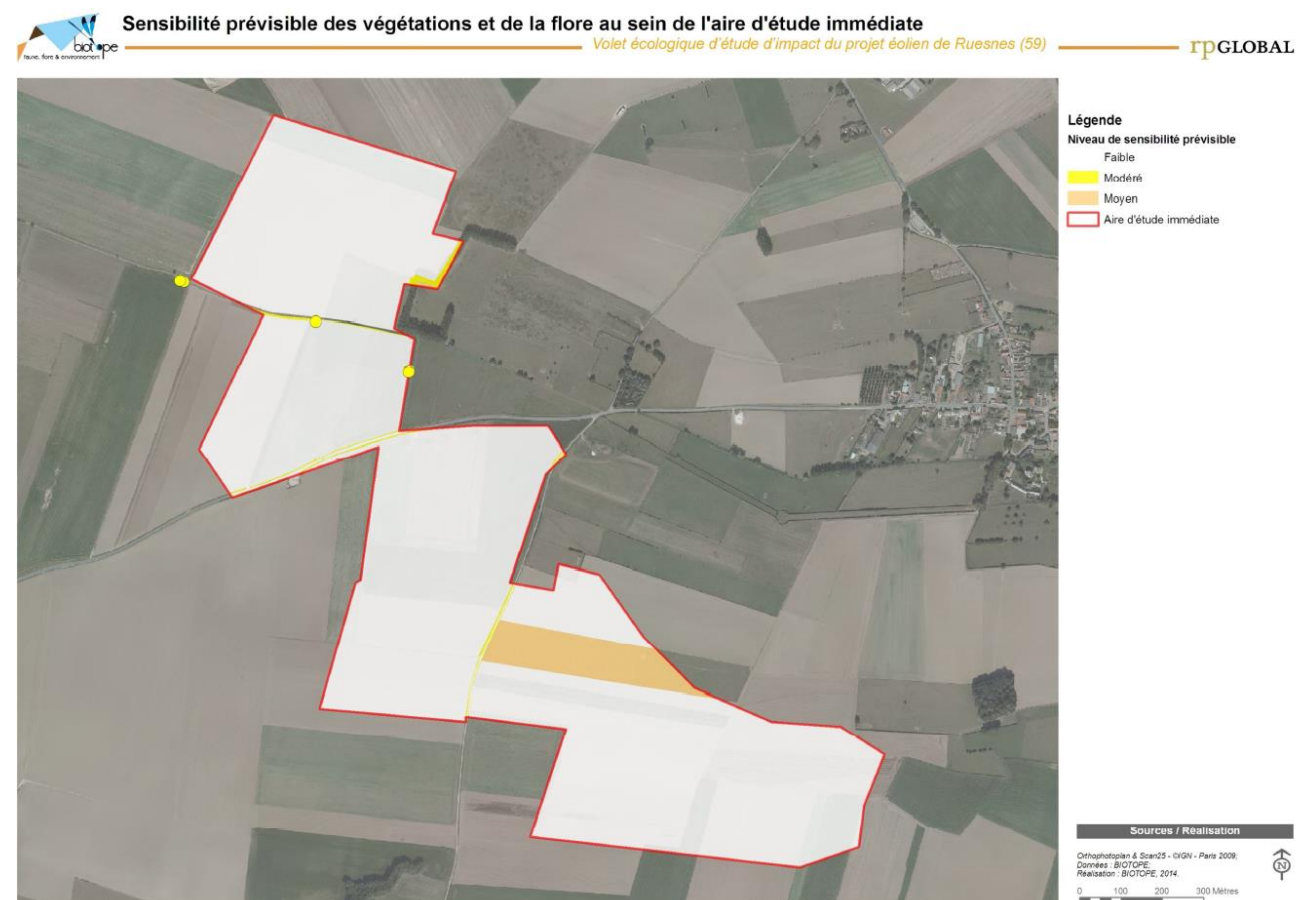 Sensibilité prévisible des végétations et de la flore au sein de l'aire d'étude immédiate
Volet écologique d'étude d'impact du projet éolien de Ruesnes (59)
biotope
faune, flore & environnement
rpGLOBAL
Légende
Niveau de sensibilité prévisible
Faible
Modéré
Moyen
Aire d'étude immédiate
Sources / Réalisation
Orthophotoplan & Scan25 - ©IGN - Paris 2009;
Données : BIOTOPE;
Réalisation : BIOTOPE, 2014.
N
0 100 200 300 Mètres